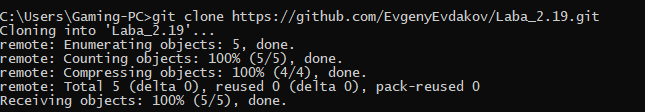 C:\Users\Gaming-PC>git clone https://github.com/EvgenyEvdakov/Laba_2.19.git
Cloning into 'Laba_2.19'...
remote: Enumerating objects: 5, done.
remote: Counting objects: 100% (5/5), done.
remote: Compressing objects: 100% (4/4), done.
remote: Total 5 (delta 0), reused 0 (delta 0), pack-reused 0
Receiving objects: 100% (5/5), done.